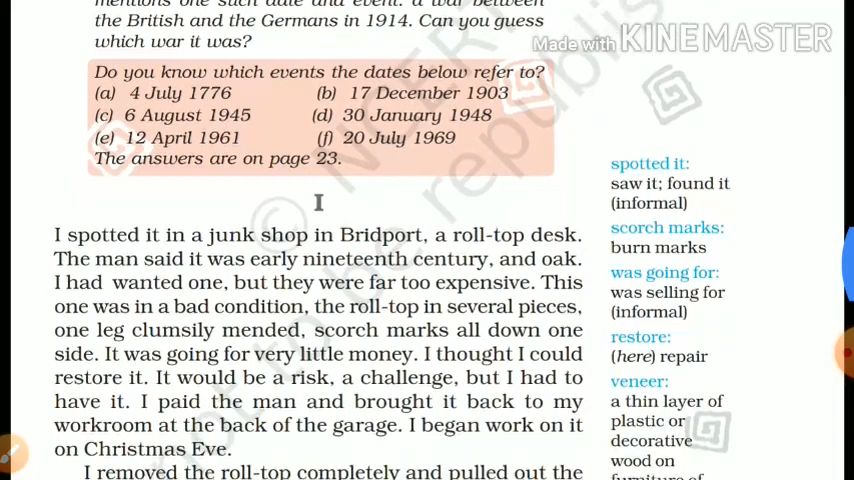 mentions one such date and event: a war between
the British and the Germans in 1914. Can you guess
which war it was?
Made with KINEMASTER
Do you know which events the dates below refer to?
(a) 4 July 1776 (b) 17 December 1903
(c) 6 August 1945 (d) 30 January 1948
(e) 12 April 1961 (f) 20 July 1969
The answers are on page 23.
I
I spotted it in a junk shop in Bridport, a roll-top desk.
The man said it was early nineteenth century, and oak.
I had wanted one, but they were far too expensive. This
one was in a bad condition, the roll-top in several pieces,
one leg clumsily mended, scorch marks all down one
side. It was going for very little money. I thought I could
restore it. It would be a risk, a challenge, but I had to
have it. I paid the man and brought it back to my
workroom at the back of the garage. I began work on it
on Christmas Eve.
I removed the roll-top completely and pulled out the
spotted it:
saw it; found it
(informal)
scorch marks:
burn marks
was going for:
was selling for
(informal)
restore:
(here) repair
veneer:
a thin layer of
plastic or
decorative
wood on
furniture of
© NCERT
not to be republish